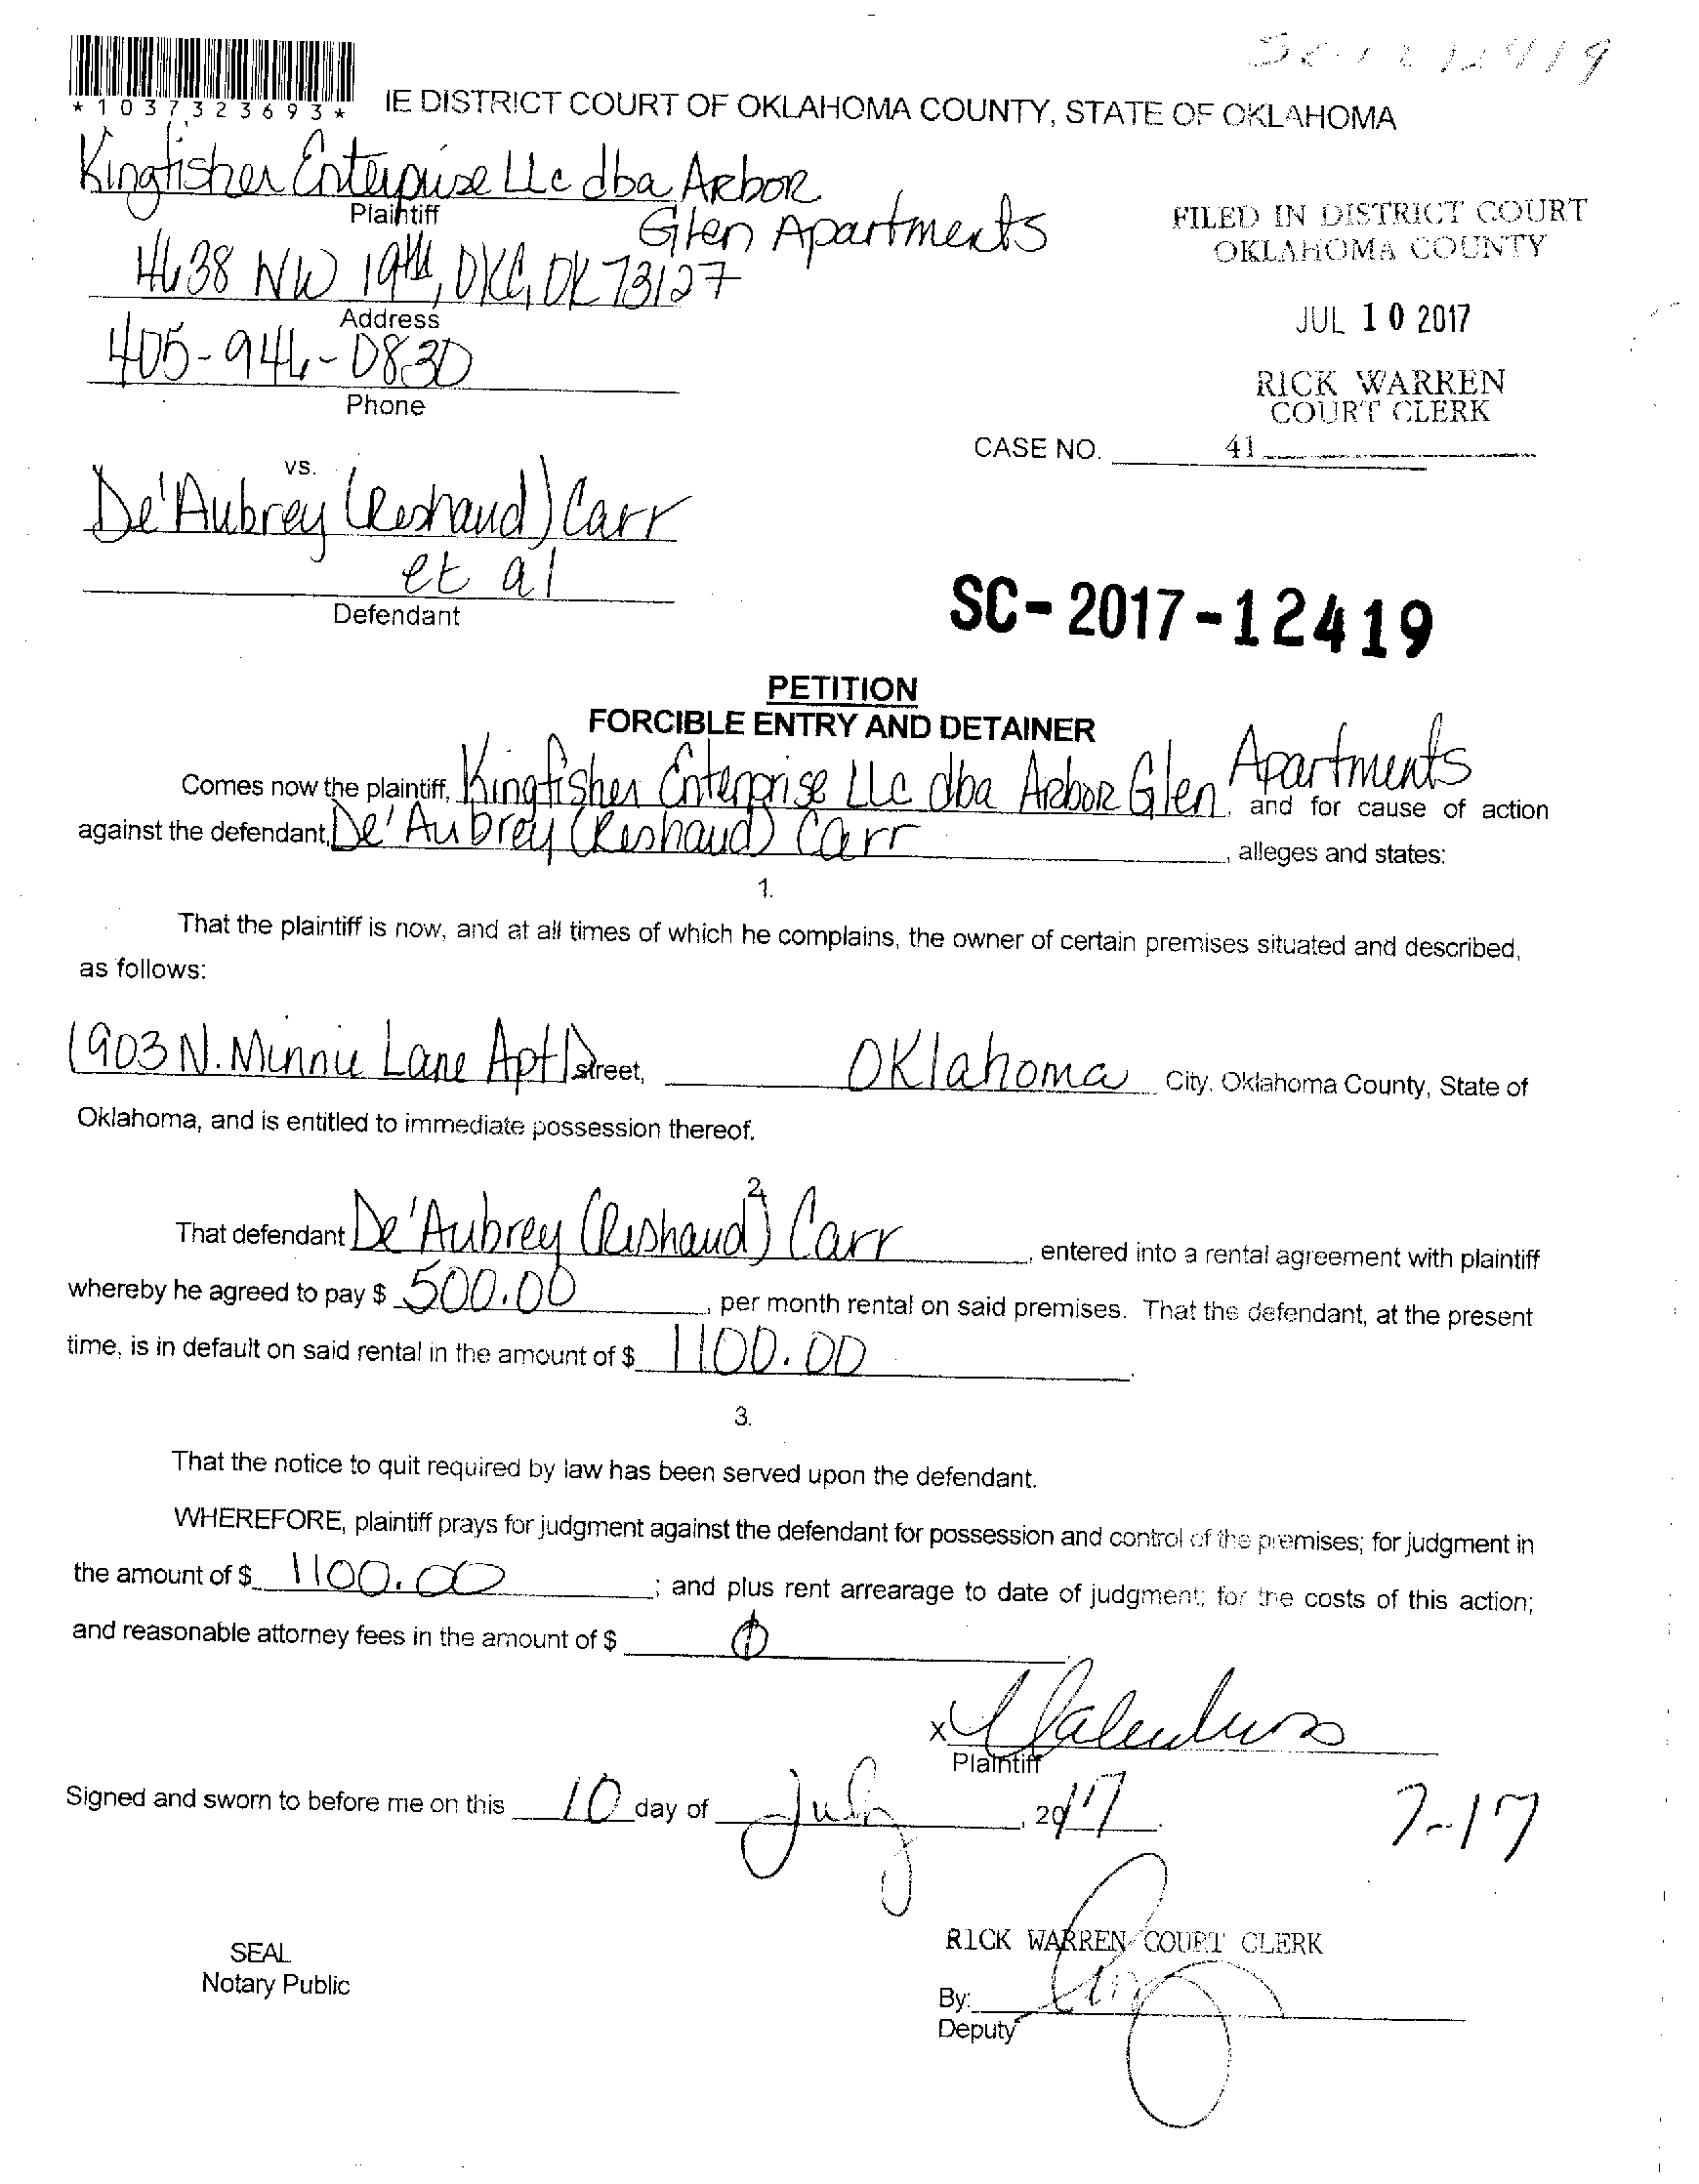 *1037323693*
IE DISTRICT COURT OF OKLAHOMA COUNTY, STATE OF OKLAHOMA
Kingfisher Enterprise LLc dba Arbor
Plaintiff
Glen Apartments
4638 NW 19th, OKC, OK 73127
Address
405-946-0830
Phone
FILED IN DISTRICT COURT
OKLAHOMA COUNTY
JUL 10 2017
RICK WARREN
COURT CLERK
CASE NO. 41
vs.
De'Aubrey (Reshaud) Carr
et al
Defendant
SC-2017-12419
PETITION
FORCIBLE ENTRY AND DETAINER
Comes now the plaintiff, Kingfisher Enterprise LLc dba Arbor Glen Apartments, and for cause of action
against the defendant, De'Aubrey (Reshaud) Carr, alleges and states:
1.
That the plaintiff is now, and at all times of which he complains, the owner of certain premises situated and described,
as follows:
1903 N. Minnie Lane Apt Street, Oklahoma City, Oklahoma County, State of
Oklahoma, and is entitled to immediate possession thereof.
2.
That defendant De'Aubrey (Reshaud) Carr, entered into a rental agreement with plaintiff
whereby he agreed to pay $ 500.00, per month rental on said premises. That the defendant, at the present
time, is in default on said rental in the amount of $ 1100.00.
3.
That the notice to quit required by law has been served upon the defendant.
WHEREFORE, plaintiff prays for judgment against the defendant for possession and control of the premises; for judgment in
the amount of $ 1100.00; and plus rent arrearage to date of judgment; for the costs of this action;
and reasonable attorney fees in the amount of $
x
Plaintiff
Signed and sworn to before me on this 10 day of July, 2017
7-17
SEAL
Notary Public
RICK WARREN COURT CLERK
By:
Deputy